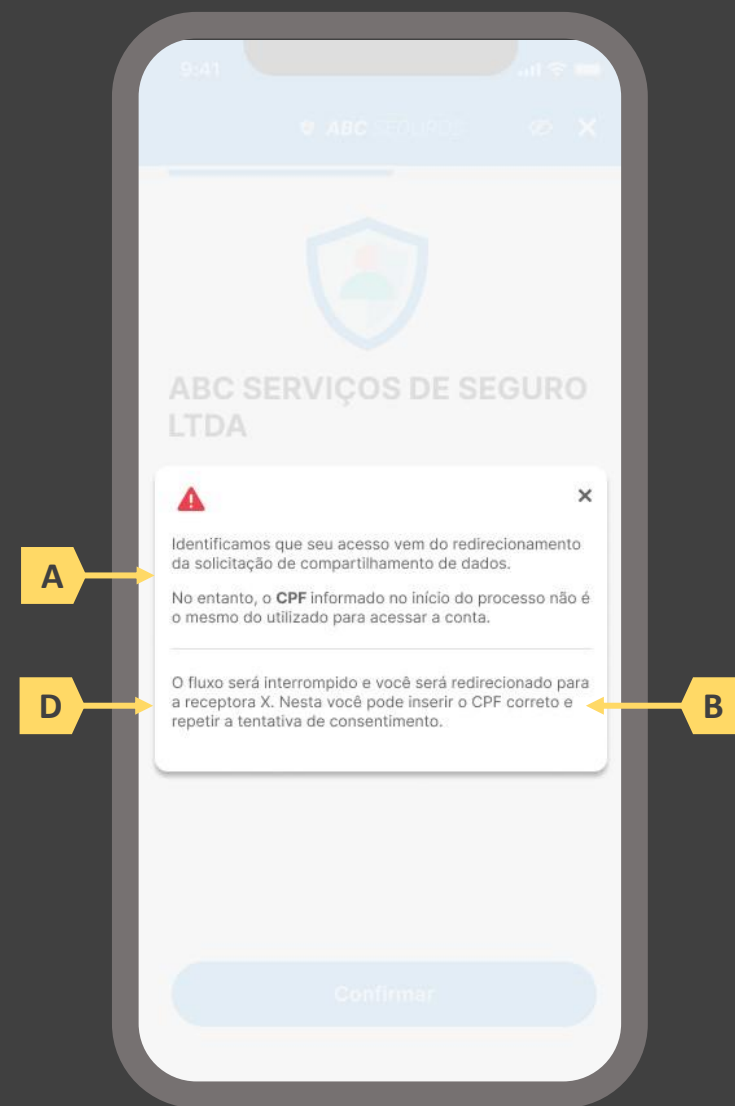 9:41
ABC SEGUROS
ABC SERVIÇOS DE SEGURO
LTDA
Identificamos que seu acesso vem do redirecionamento
da solicitação de compartilhamento de dados.
No entanto, o CPF informado no início do processo não é
o mesmo do utilizado para acessar a conta.
A
O fluxo será interrompido e você será redirecionado para
a receptora X. Nesta você pode inserir o CPF correto e
repetir a tentativa de consentimento.
D
B
Confirmar